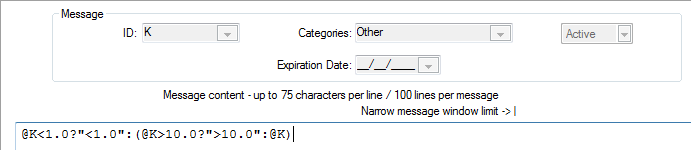 Message
ID: K Categories: Other Active
Expiration Date: __/__/____
Message content - up to 75 characters per line / 100 lines per message
Narrow message window limit -> |
@K<1.0?"<1.0":(@K>10.0?">10.0":@K)